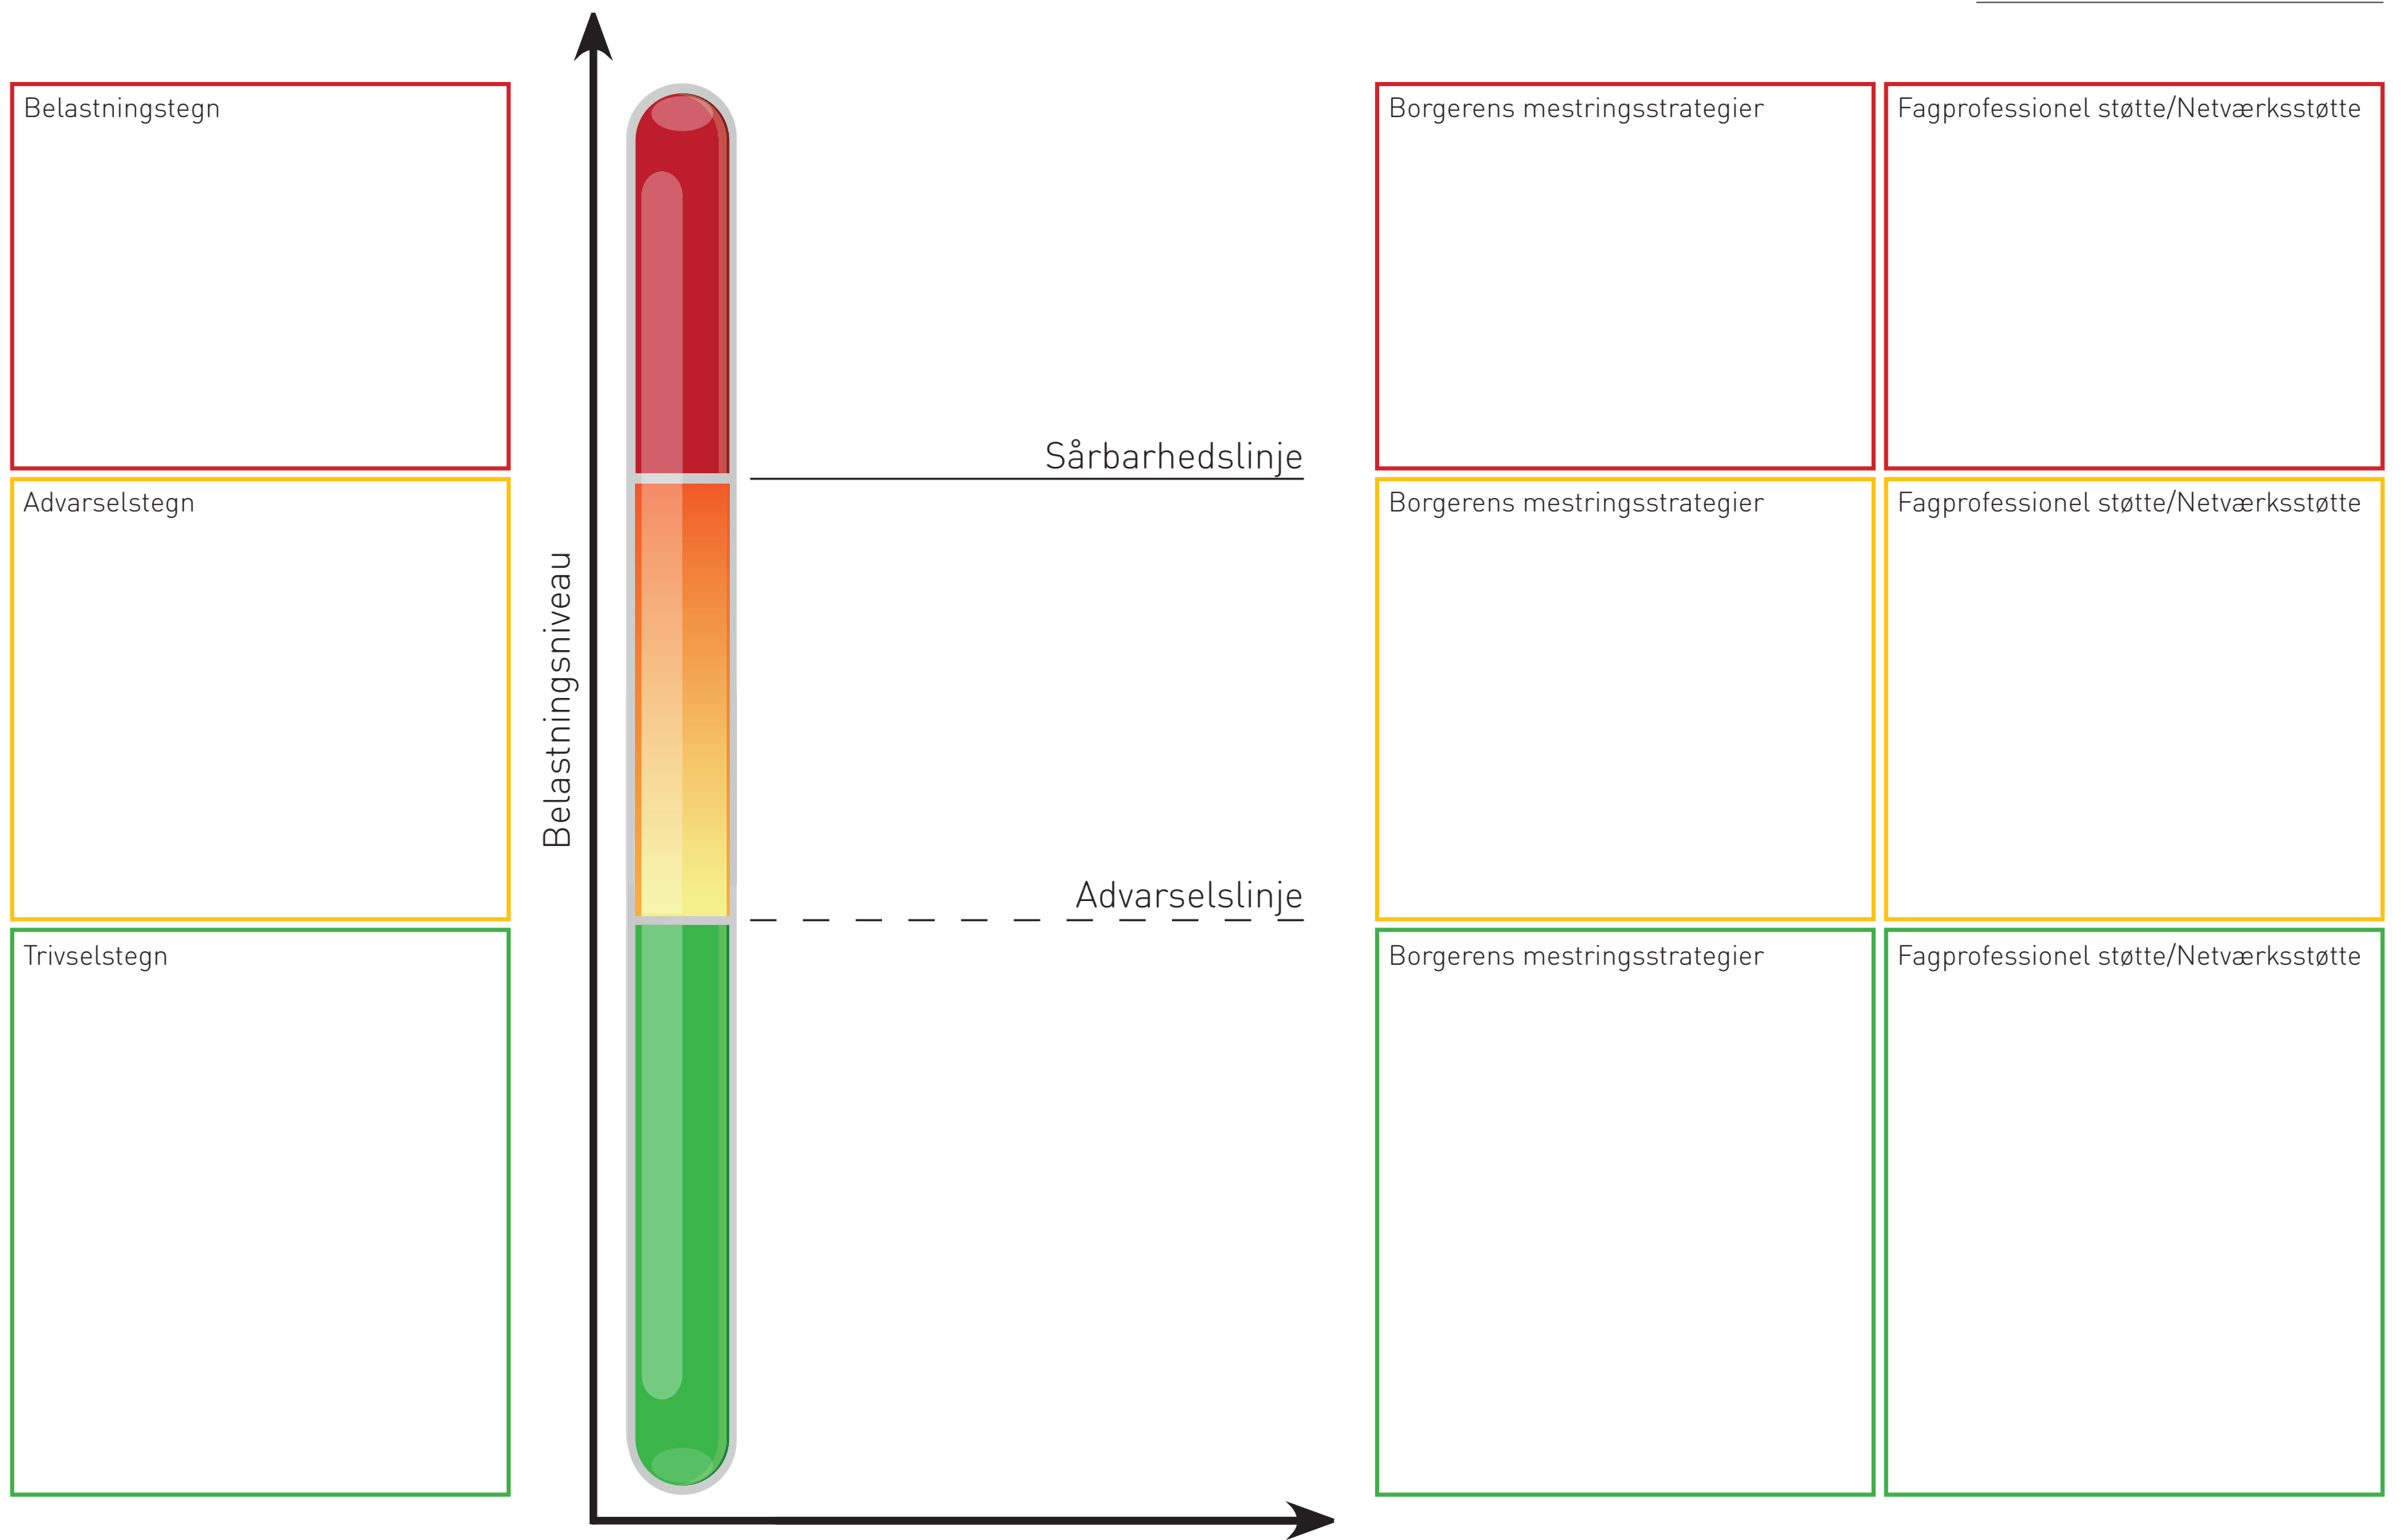 Belastningstegn
Borgerens mestringsstrategier
Fagprofessionel støtte/Netværksstøtte
Sårbarhedslinje
Advarselstegn
Borgerens mestringsstrategier
Fagprofessionel støtte/Netværksstøtte
Belastningsniveau
Advarselslinje
Trivselstegn
Borgerens mestringsstrategier
Fagprofessionel støtte/Netværksstøtte